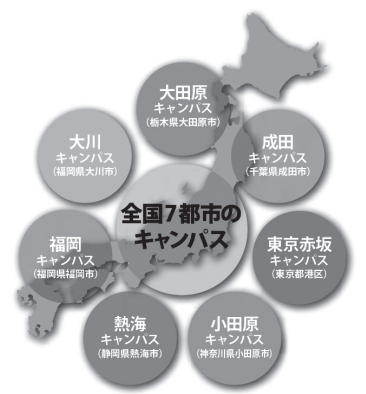 大田原
キャンパス
(栃木県大田原市)
大川
キャンパス
(福岡県大川市)
成田
キャンパス
(千葉県成田市)
全国7都市の
キャンパス
福岡
キャンパス
(福岡県福岡市)
東京赤坂
キャンパス
(東京都港区)
熱海
キャンパス
(静岡県熱海市)
小田原
キャンパス
(神奈川県小田原市)